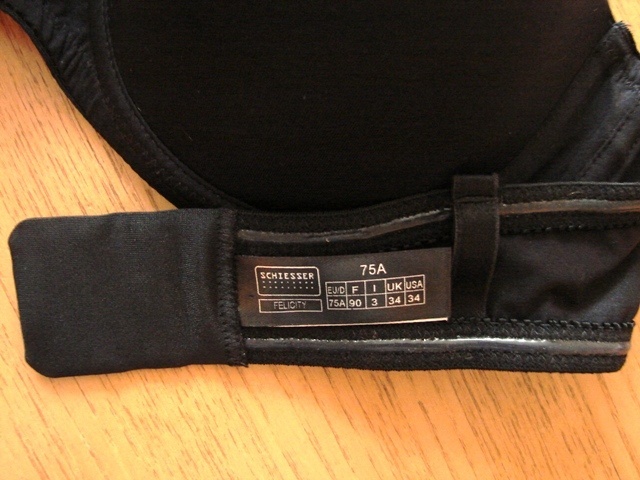 SCHIESSER
FELICITY
75A
EU/D F I UK USA
75A 90 3 34 34